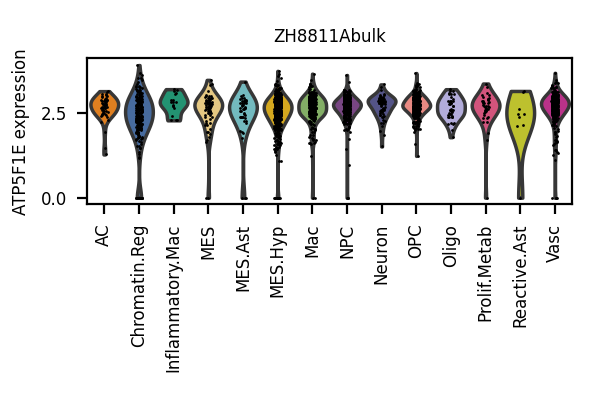 ZH8811Abulk
ATP5F1E expression
2.5
0.0
AC
Chromatin.Reg
Inflammatory.Mac
MES
MES.Ast
MES.Hyp
Mac
NPC
Neuron
OPC
Oligo
Prolif.Metab
Reactive.Ast
Vasc